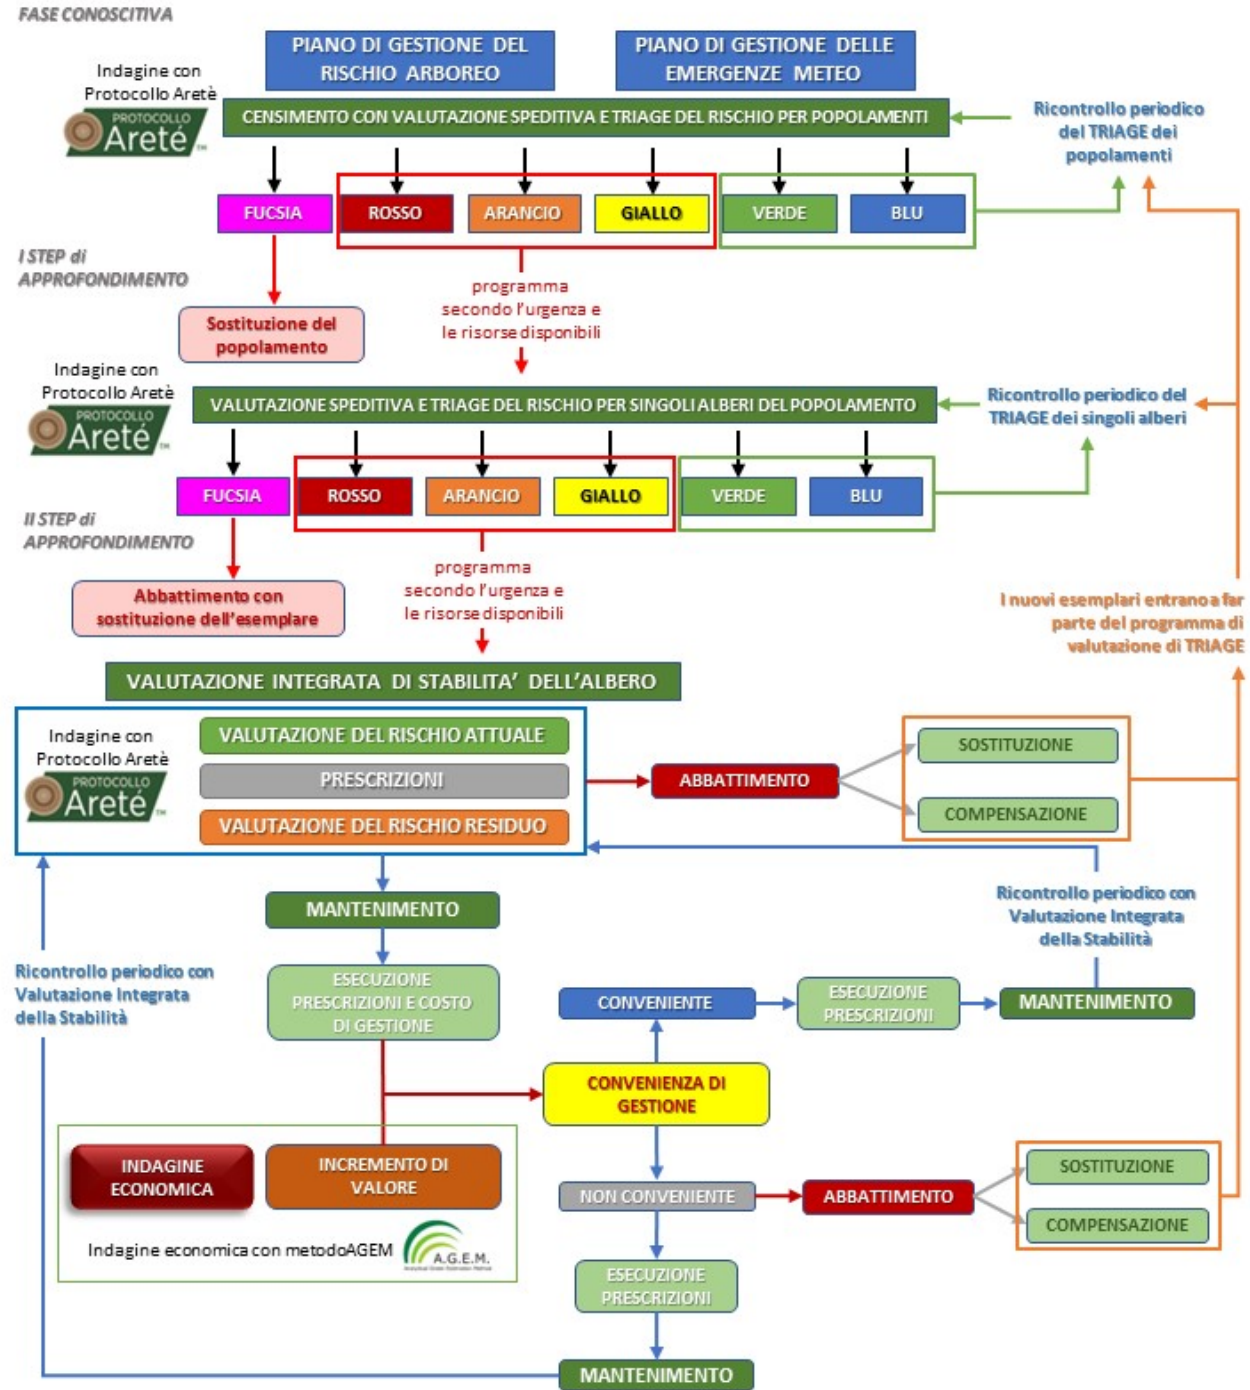 FASE CONOSCITIVA
PIANO DI GESTIONE DEL
RISCHIO ARBOREO
PIANO DI GESTIONE DELLE
EMERGENZE METEO
Indagine con
Protocollo Aretè
PROTOCOLLO
Areté™
CENSIMENTO CON VALUTAZIONE SPEDITIVA E TRIAGE DEL RISCHIO PER POPOLAMENTI
Ricontrollo periodico
del TRIAGE dei
popolamenti
FUCSIA
ROSSO
ARANCIO
GIALLO
VERDE
BLU
I STEP di
APPROFONDIMENTO
programma
secondo l'urgenza e
le risorse disponibili
Sostituzione del
popolamento
Indagine con
Protocollo Aretè
PROTOCOLLO
Areté™
VALUTAZIONE SPEDITIVA E TRIAGE DEL RISCHIO PER SINGOLI ALBERI DEL POPOLAMENTO
Ricontrollo periodico del
TRIAGE dei singoli alberi
FUCSIA
ROSSO
ARANCIO
GIALLO
VERDE
BLU
II STEP di
APPROFONDIMENTO
programma
secondo l'urgenza e
le risorse disponibili
Abbattimento con
sostituzione dell'esemplare
I nuovi esemplari entrano a far
parte del programma di
valutazione di TRIAGE
VALUTAZIONE INTEGRATA DI STABILITA' DELL'ALBERO
Indagine con
Protocollo Aretè
PROTOCOLLO
Areté™
VALUTAZIONE DEL RISCHIO ATTUALE
PRESCRIZIONI
VALUTAZIONE DEL RISCHIO RESIDUO
ABBATTIMENTO
SOSTITUZIONE
COMPENSAZIONE
MANTENIMENTO
Ricontrollo periodico con
Valutazione Integrata
della Stabilità
Ricontrollo periodico con
Valutazione Integrata
della Stabilità
ESECUZIONE
PRESCRIZIONI E COSTO
DI GESTIONE
CONVENIENTE
ESECUZIONE
PRESCRIZIONI
MANTENIMENTO
CONVENIENZA DI
GESTIONE
INDAGINE
ECONOMICA
INCREMENTO DI
VALORE
NON CONVENIENTE
ABBATTIMENTO
SOSTITUZIONE
COMPENSAZIONE
Indagine economica con metodoAGEM
A.G.E.M.
ESECUZIONE
PRESCRIZIONI
MANTENIMENTO